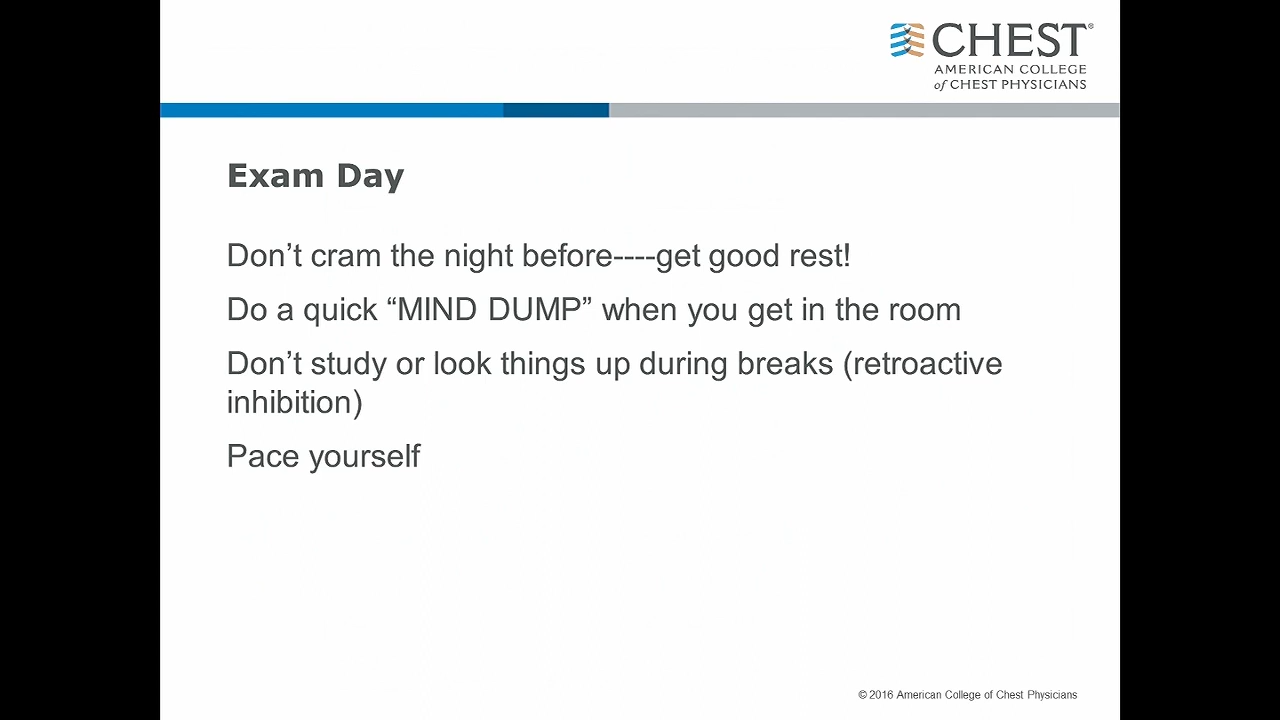 CHEST®
AMERICAN COLLEGE
of CHEST PHYSICIANS
Exam Day
Don’t cram the night before----get good rest!
Do a quick “MIND DUMP” when you get in the room
Don’t study or look things up during breaks (retroactive
inhibition)
Pace yourself
© 2016 American College of Chest Physicians